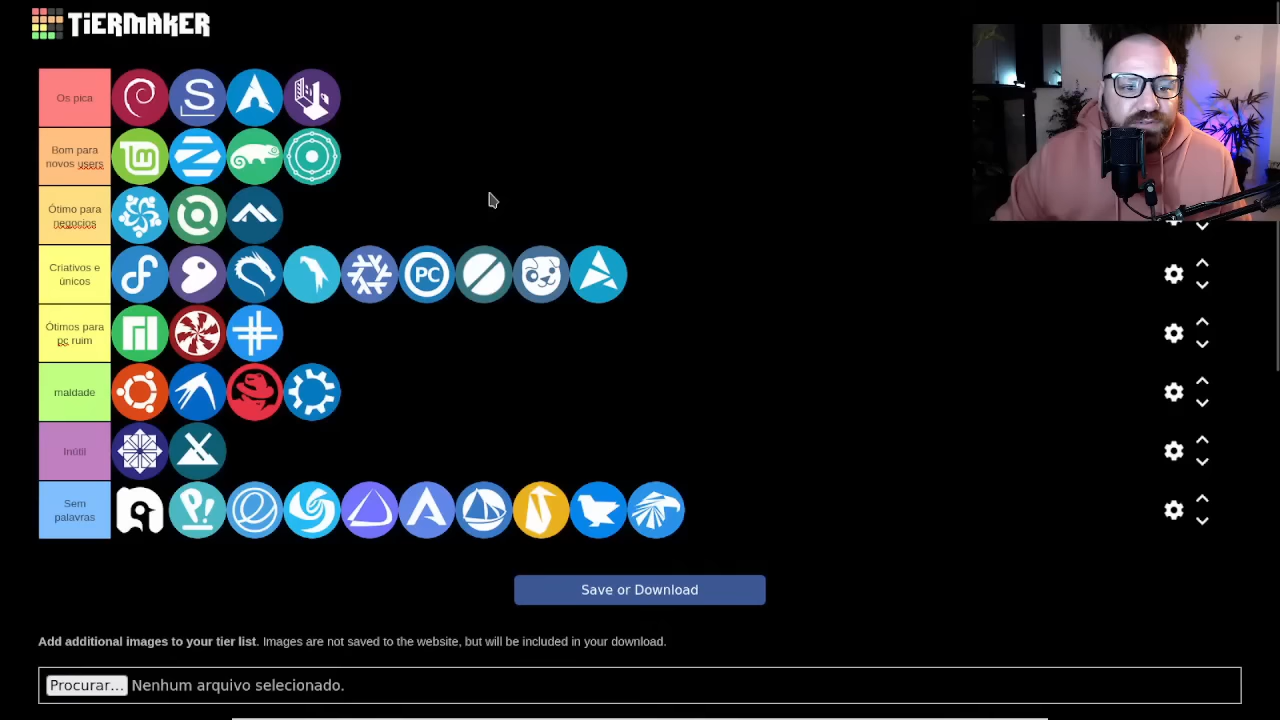 TiERMAKER
Os pica
S
Bom para
novos users
lm
Z
Ótimo para
negocios
Criativos e
únicos
PC
Ótimos para
pc ruim
maldade
Inútil
Sem
palavras
P!
Save or Download
Add additional images to your tier list. Images are not saved to the website, but will be included in your download.
Procurar... Nenhum arquivo selecionado.